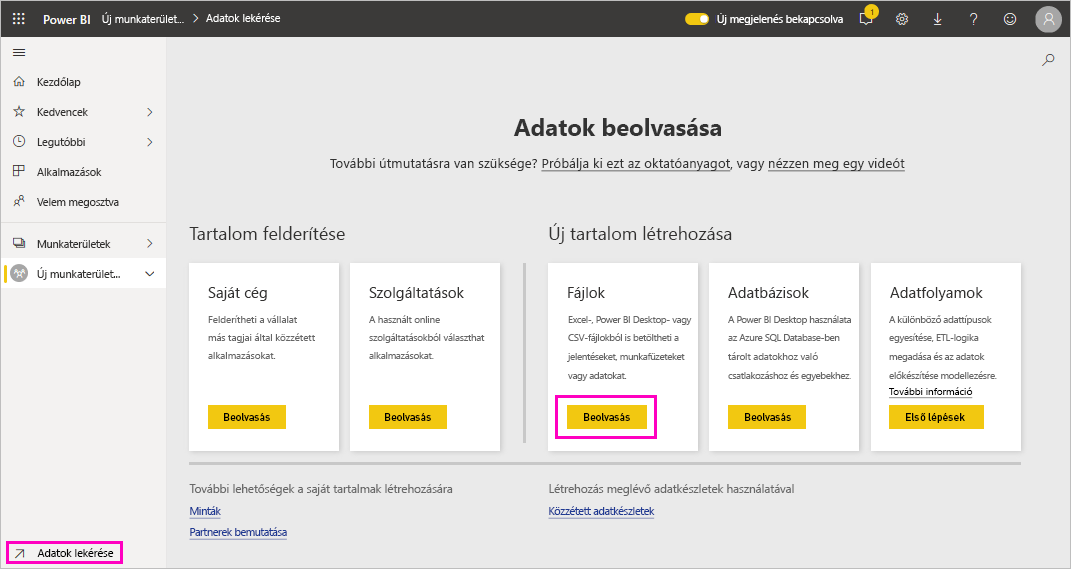 Power BI Új munkaterület... > Adatok lekérése
Új megjelenés bekapcsolva
1
?
Kezdőlap
Kedvencek
Legutóbbi
Alkalmazások
Velem megosztva
Munkaterületek
Új munkaterület...
Adatok lekérése
Adatok beolvasása
További útmutatásra van szüksége? Próbálja ki ezt az oktatóanyagot, vagy nézzen meg egy videót
Tartalom felderítése
Saját cég
Felderítheti a vállalat
más tagjai által közzétett
alkalmazásokat.
Beolvasás
Szolgáltatások
A használt online
szolgáltatásokból választhat
alkalmazásokat.
Beolvasás
Új tartalom létrehozása
Fájlok
Excel-, Power BI Desktop- vagy
CSV-fájlokból is betöltheti a
jelentéseket, munkafüzeteket
vagy adatokat.
Beolvasás
Adatbázisok
A Power BI Desktop használata
az Azure SQL Database-ben
tárolt adatokhoz való
csatlakozáshoz és egyebekhez.
Beolvasás
Adatfolyamok
A különböző adattípusok
egyesítése, ETL-logika
megadása és az adatok
előkészítése modellezésre.
További információ
Első lépések
További lehetőségek a saját tartalmak létrehozására
Minták
Partnerek bemutatása
Létrehozás meglévő adatkészletek használatával
Közzétett adatkészletek